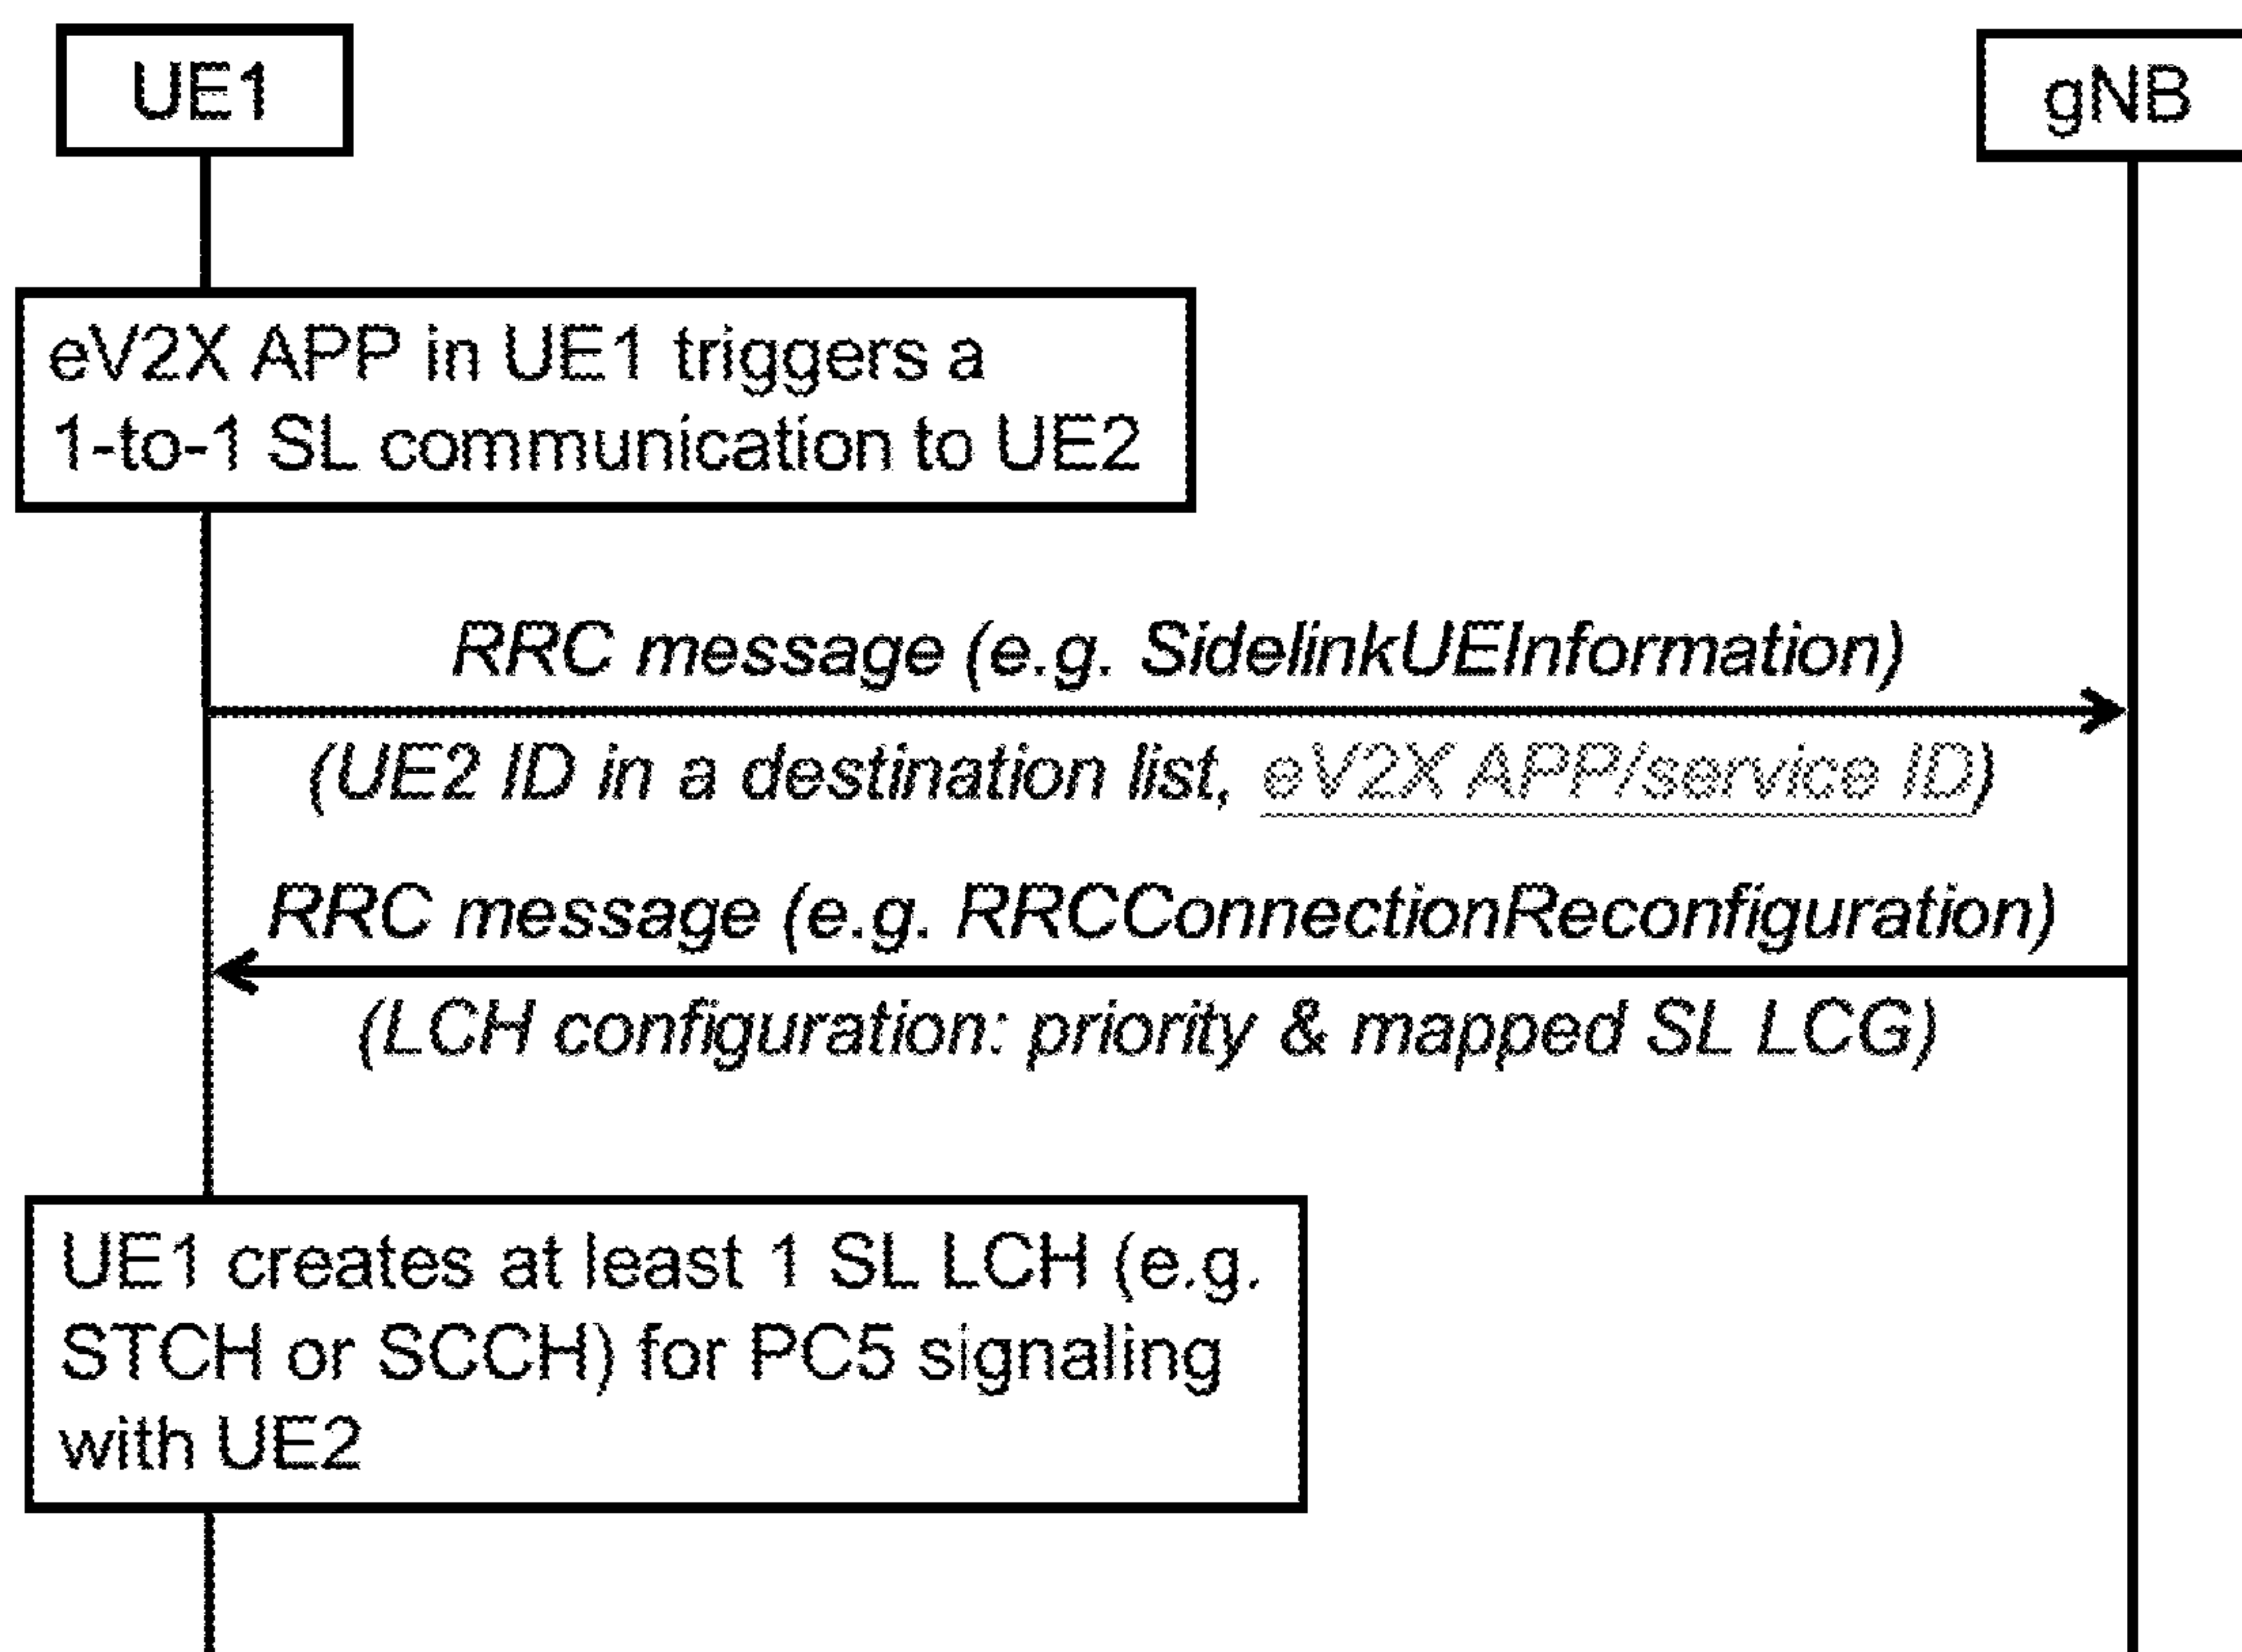 UE1
gNB
eV2X APP in UE1 triggers a
1-to-1 SL communication to UE2
RRC message (e.g. SidelinkUEInformation)
(UE2 ID in a destination list, eV2X APP/service ID)
RRC message (e.g. RRCConnectionReconfiguration)
(LCH configuration: priority & mapped SL LCG)
UE1 creates at least 1 SL LCH (e.g.
STCH or SCCH) for PC5 signaling
with UE2